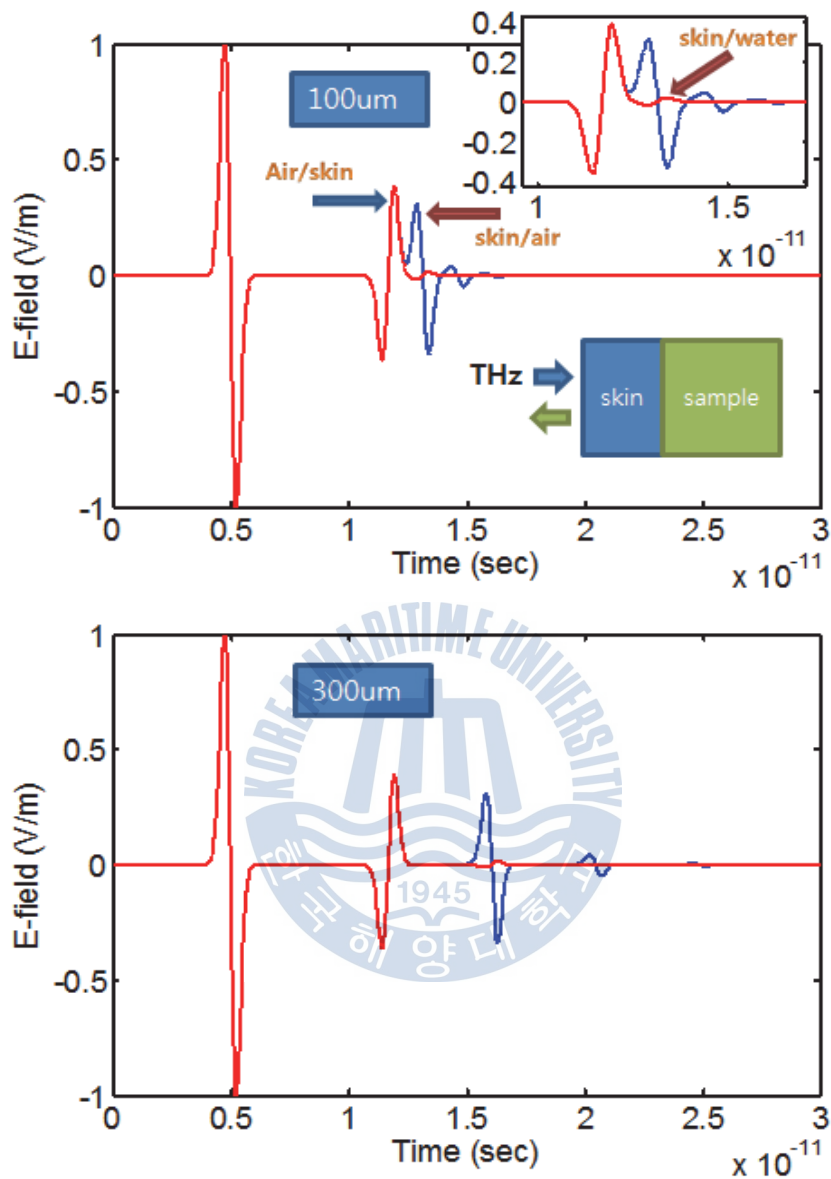 100um
Air/skin
skin/air
skin/water
0.4
0.2
0
-0.2
-0.4
1
1.5
x 10-11
1
0.5
0
-0.5
-1
E-field (V/m)
THz
skin
sample
0
0.5
1
1.5
2
2.5
3
Time (sec)
x 10-11
300um
1
0.5
0
-0.5
-1
E-field (V/m)
KOREA MARITIME UNIVERSITY
1945
한국해양대학교
0
0.5
1
1.5
2
2.5
3
Time (sec)
x 10-11